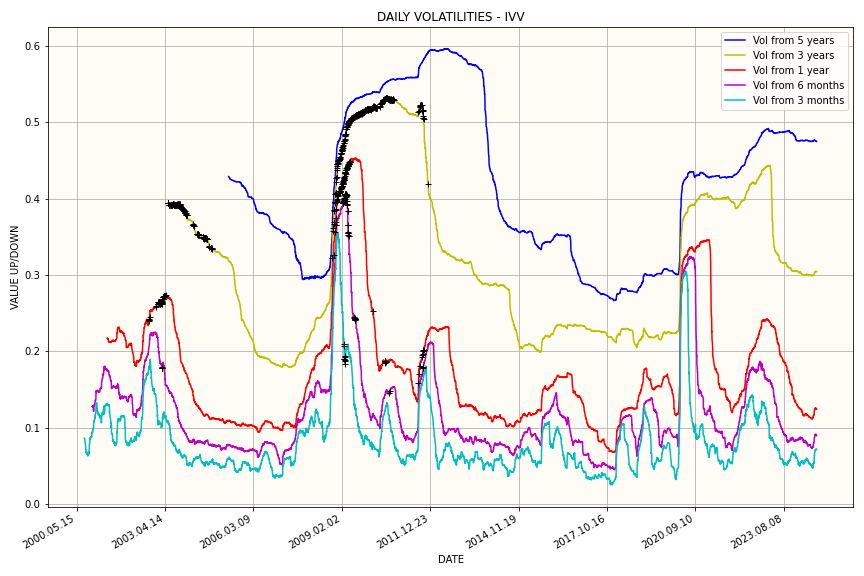 DAILY VOLATILITIES - IVV
Vol from 5 years
Vol from 3 years
Vol from 1 year
Vol from 6 months
Vol from 3 months
VALUE UP/DOWN
0.6
0.5
0.4
0.3
0.2
0.1
0.0
2000.05.15
2003.04.14
2006.03.09
2009.02.02
2011.12.23
2014.11.19
2017.10.16
2020.09.10
2023.08.08
DATE